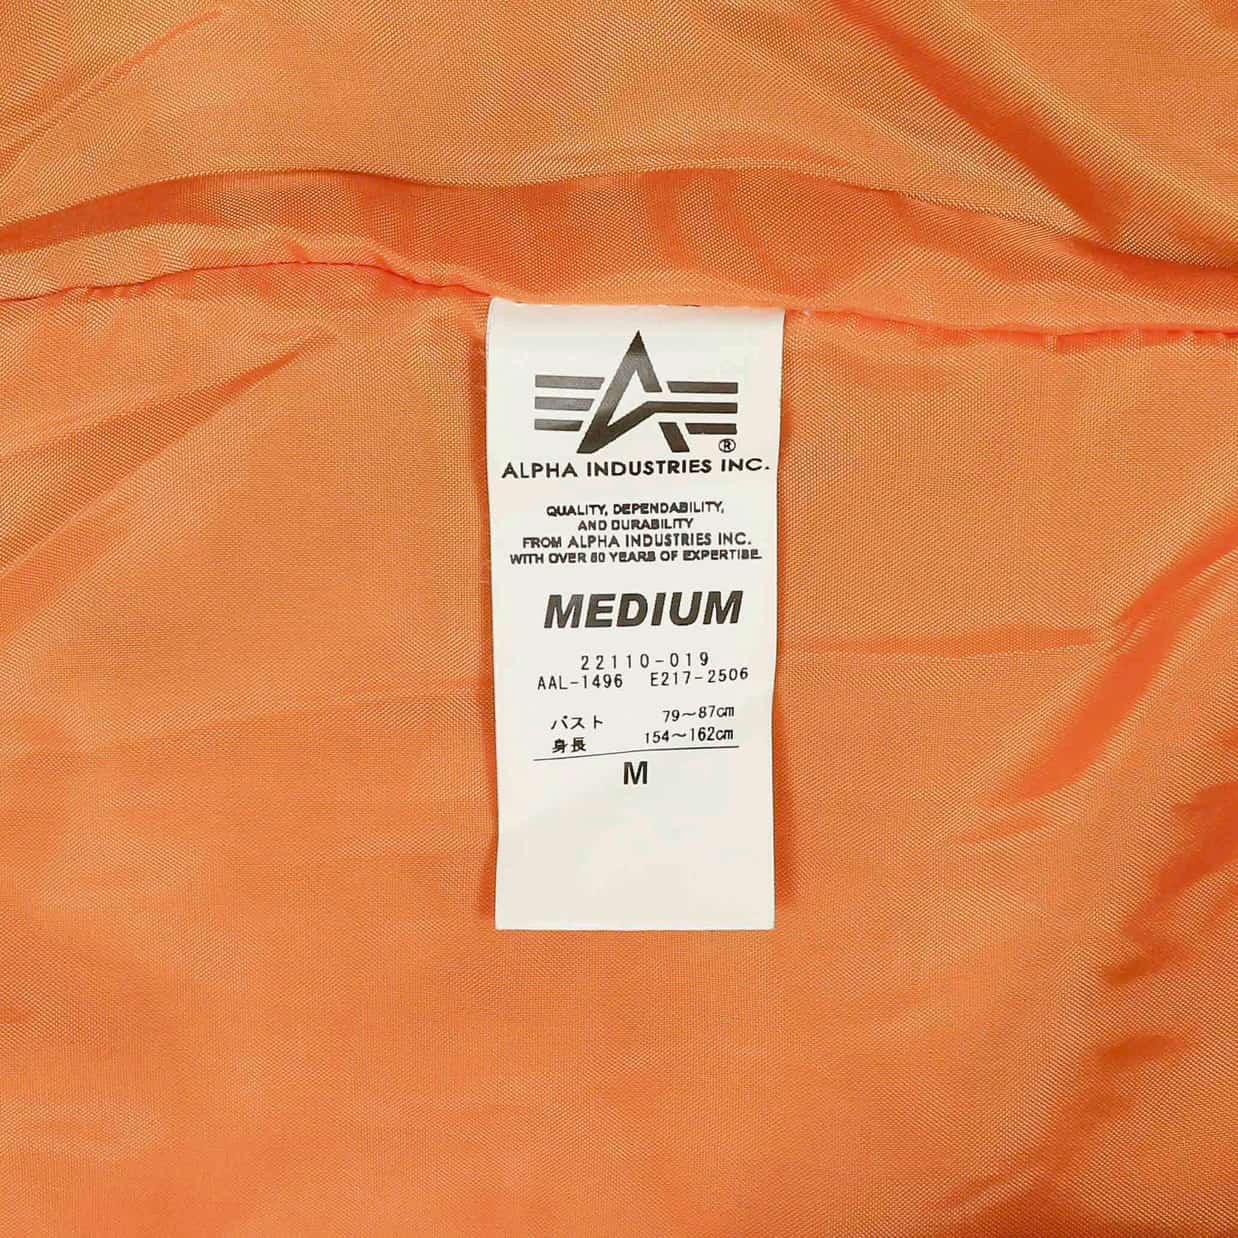 ®
ALPHA INDUSTRIES INC.
QUALITY, DEPENDABILITY,
AND DURABILITY
FROM ALPHA INDUSTRIES INC.
WITH OVER 60 YEARS OF EXPERTISE.
MEDIUM
22110-019
AAL-1496 E217-2506
バスト 79〜87cm
身長 154〜162cm
M